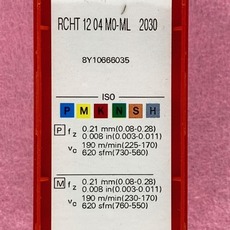 RCHT 12 04 M0-ML 2030
8Y10666035
ISO
P M K N S H
P fz 0.21 mm(0.08-0.28)
0.008 in(0.003-0.011)
vc 190 m/min(225-170)
620 sfm(730-560)
M fz 0.21 mm(0.08-0.28)
0.008 in(0.003-0.011)
vc 190 m/min(230-170)
620 sfm(760-550)